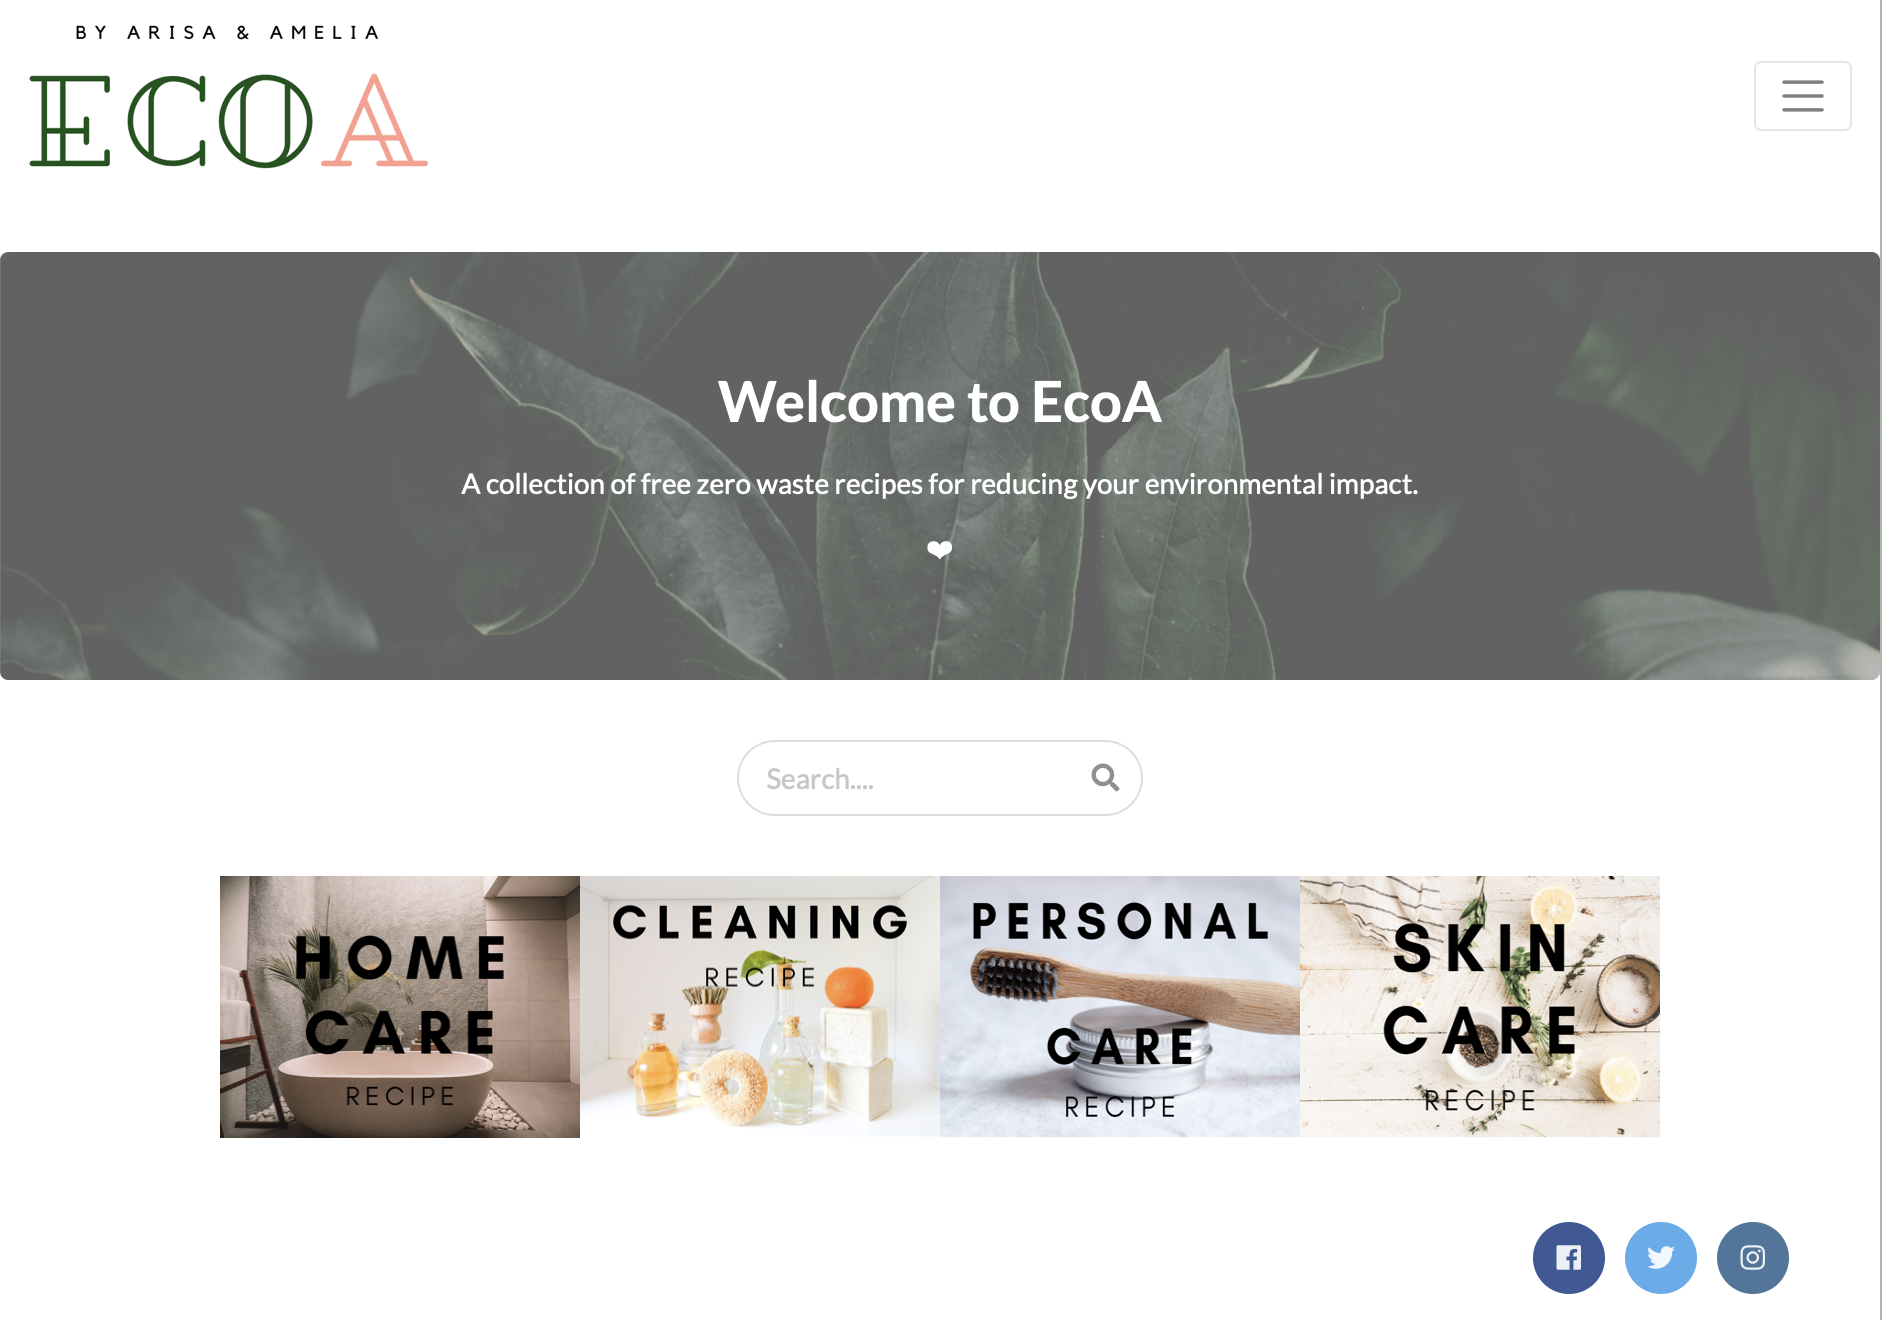 BY ARISA & AMELIA
ECOA
Welcome to EcoA
A collection of free zero waste recipes for reducing your environmental impact.
❤
Search....
HOME
CARE
RECIPE
CLEANING
RECIPE
PERSONAL
CARE
RECIPE
SKIN
CARE
RECIPE